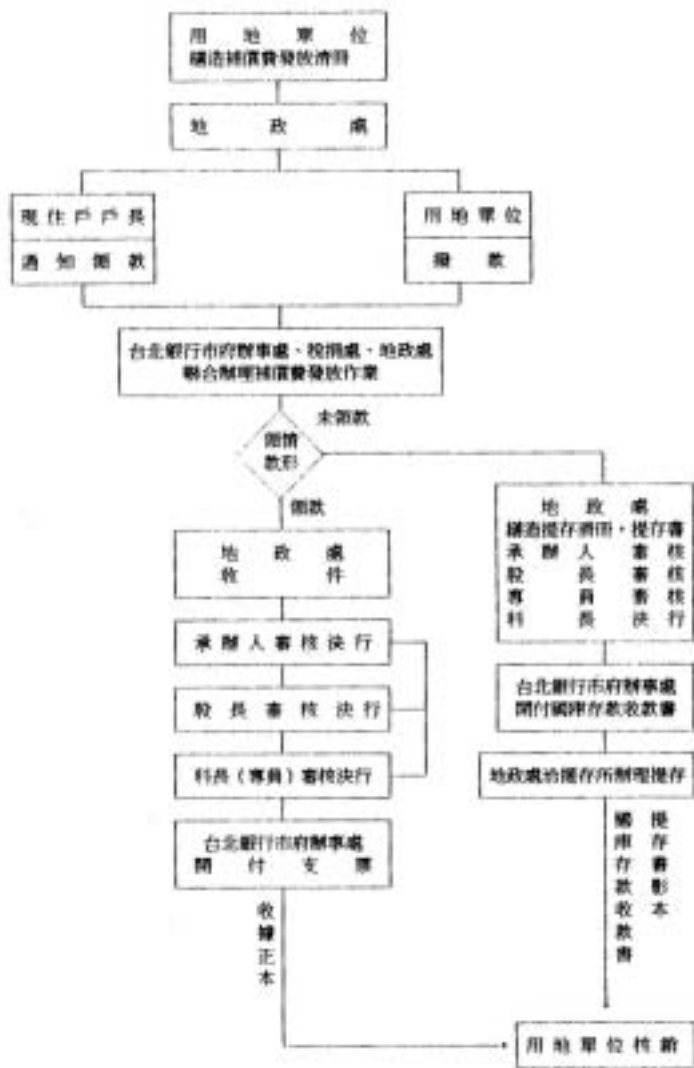 用地單位
繕造補償費發放清冊
地政處
現住戶戶長
通知領款
用地單位
撥款
台北銀行市府辦事處、稅捐處、地政處
聯合辦理補償費發放作業
未領款
領情
款形
領款
地政處
收件
承辦人審核決行
股長審核決行
科長(專員)審核決行
台北銀行市府辦事處
開付支票
收據正本
地政處
繕造提存清冊,提存書
承辦人審核
股長審核
專員審核
科長決行
台北銀行市府辦事處
開付國庫存款收款書
地政處洽提存所辦理提存
提存書影本
國庫存款收款書
用地單位核銷